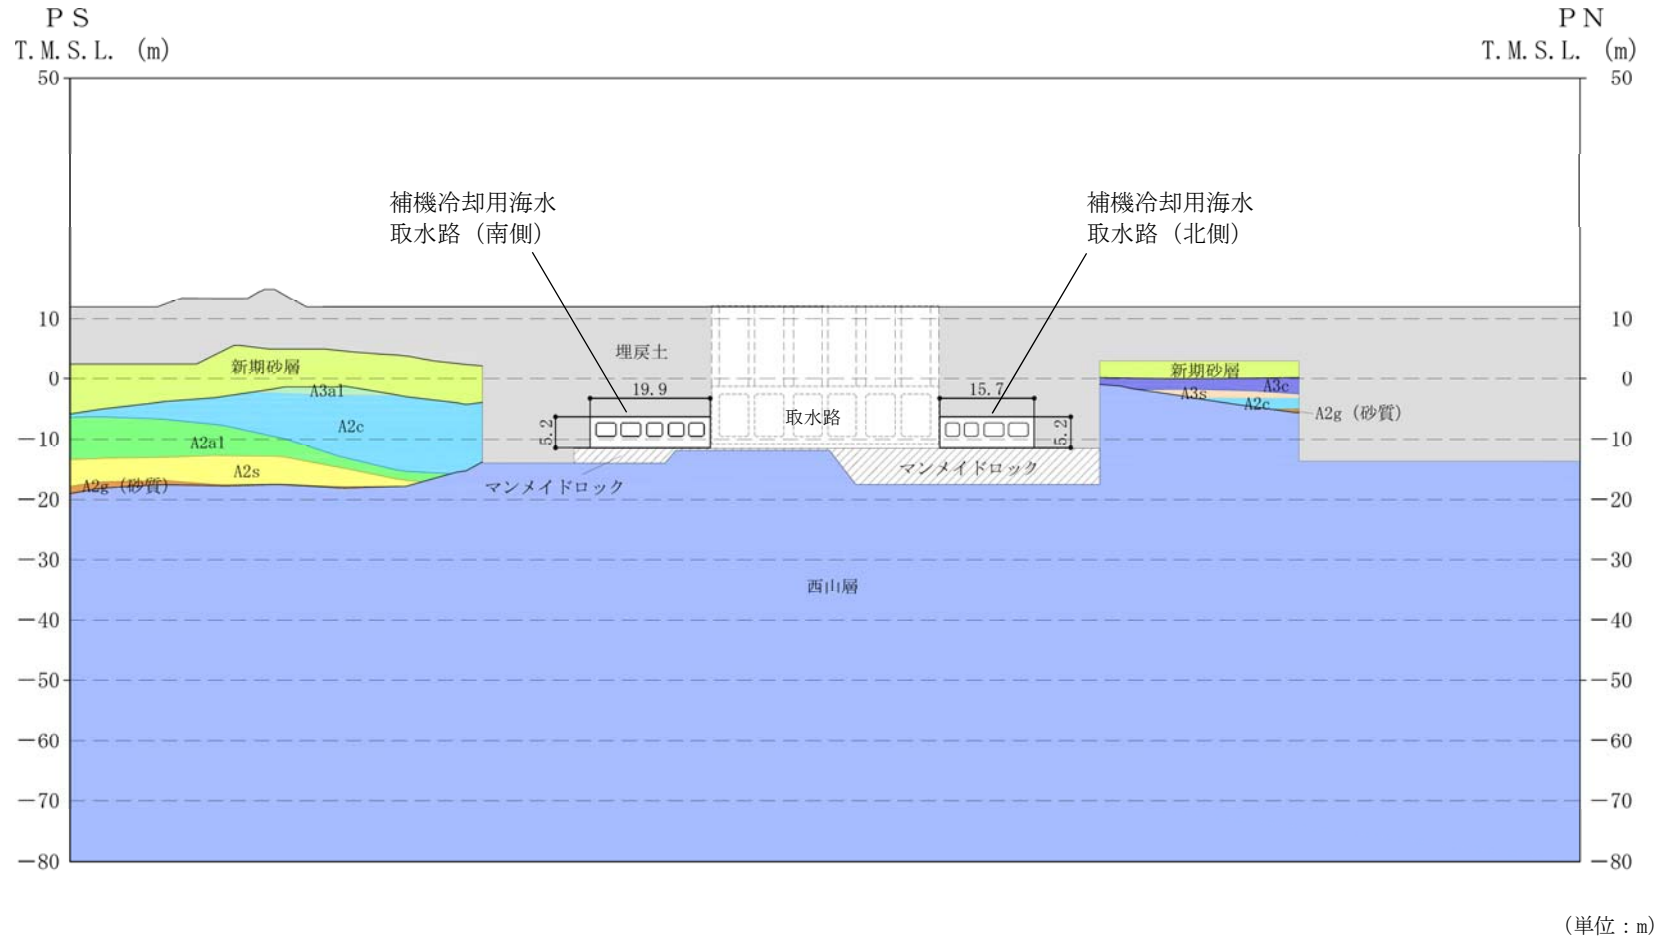 ＰＳ
T.M.S.L. (m)
ＰＮ
T.M.S.L. (m)
50
50
補機冷却用海水
取水路（南側）
補機冷却用海水
取水路（北側）
10
10
埋戻土
新期砂層
新期砂層
0
0
A3a1
19.9
15.7
A3c
A3s
A2c
A2g（砂質）
A2c
取水路
5.2
5.2
−10
−10
A2a1
A2s
マンメイドロック
A2g（砂質）
マンメイドロック
−20
−20
−30
−30
西山層
−40
−40
−50
−50
−60
−60
−70
−70
−80
−80
（単位：m）